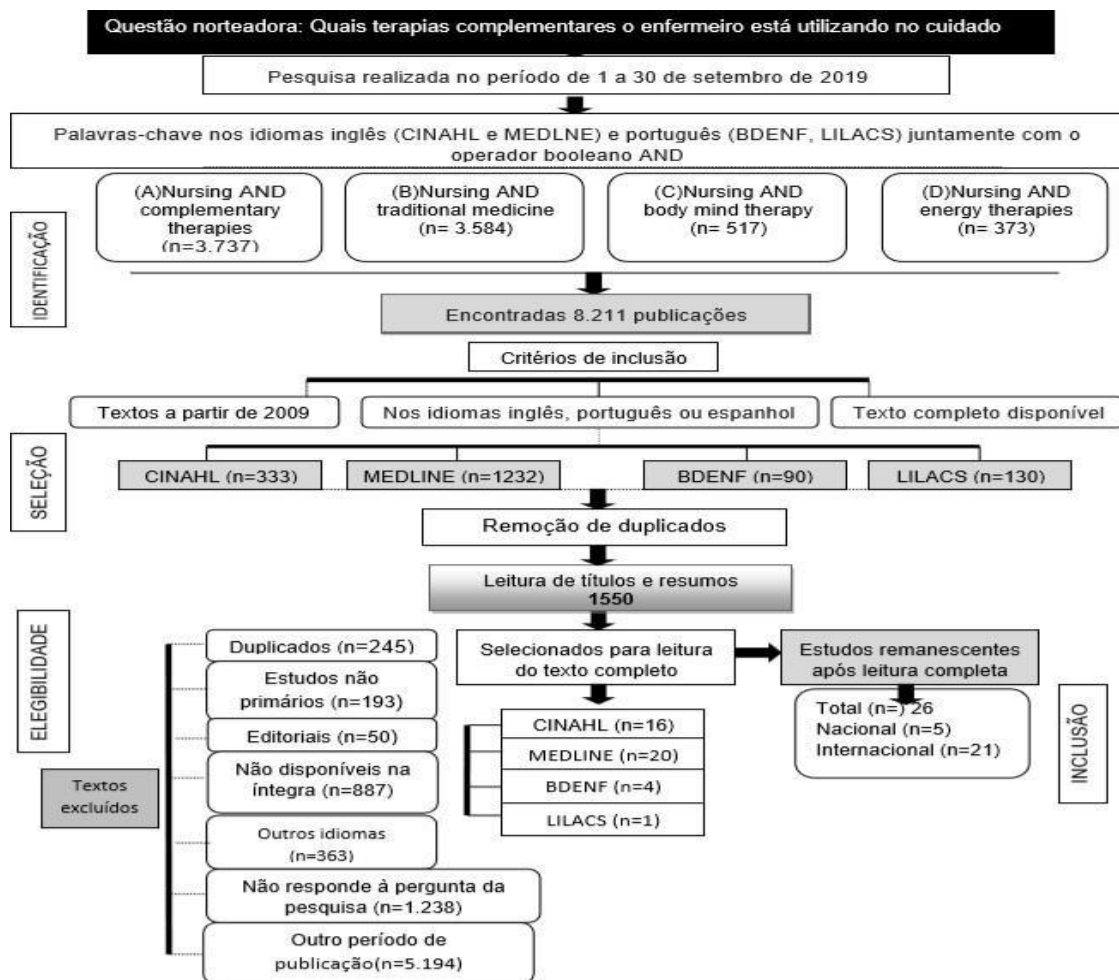 Questão norteadora: Quais terapias complementares o enfermeiro está utilizando no cuidado
Pesquisa realizada no período de 1 a 30 de setembro de 2019
Palavras-chave nos idiomas inglês (CINAHL e MEDLNE) e português (BDENF, LILACS) juntamente com o
operador booleano AND
IDENTIFICAÇÃO
(A)Nursing AND
complementary
therapies
(n=3.737)
(B)Nursing AND
traditional medicine
(n= 3.584)
(C)Nursing AND
body mind therapy
(n= 517)
(D)Nursing AND
energy therapies
(n= 373)
Encontradas 8.211 publicações
Critérios de inclusão
Textos a partir de 2009
Nos idiomas inglês, português ou espanhol
Texto completo disponível
SELEÇÃO
CINAHL (n=333)
MEDLINE (n=1232)
BDENF (n=90)
LILACS (n=130)
Remoção de duplicados
Leitura de títulos e resumos
1550
ELEGIBILIDADE
Textos
excluídos
Duplicados (n=245)
Estudos não
primários (n=193)
Editoriais (n=50)
Não disponíveis na
íntegra (n=887)
Outros idiomas
(n=363)
Não responde à pergunta da
pesquisa (n=1.238)
Outro período de
publicação(n=5.194)
Selecionados para leitura
do texto completo
CINAHL (n=16)
MEDLINE (n=20)
BDENF (n=4)
LILACS (n=1)
Estudos remanescentes
após leitura completa
Total (n=) 26
Nacional (n=5)
Internacional (n=21)
INCLUSÃO